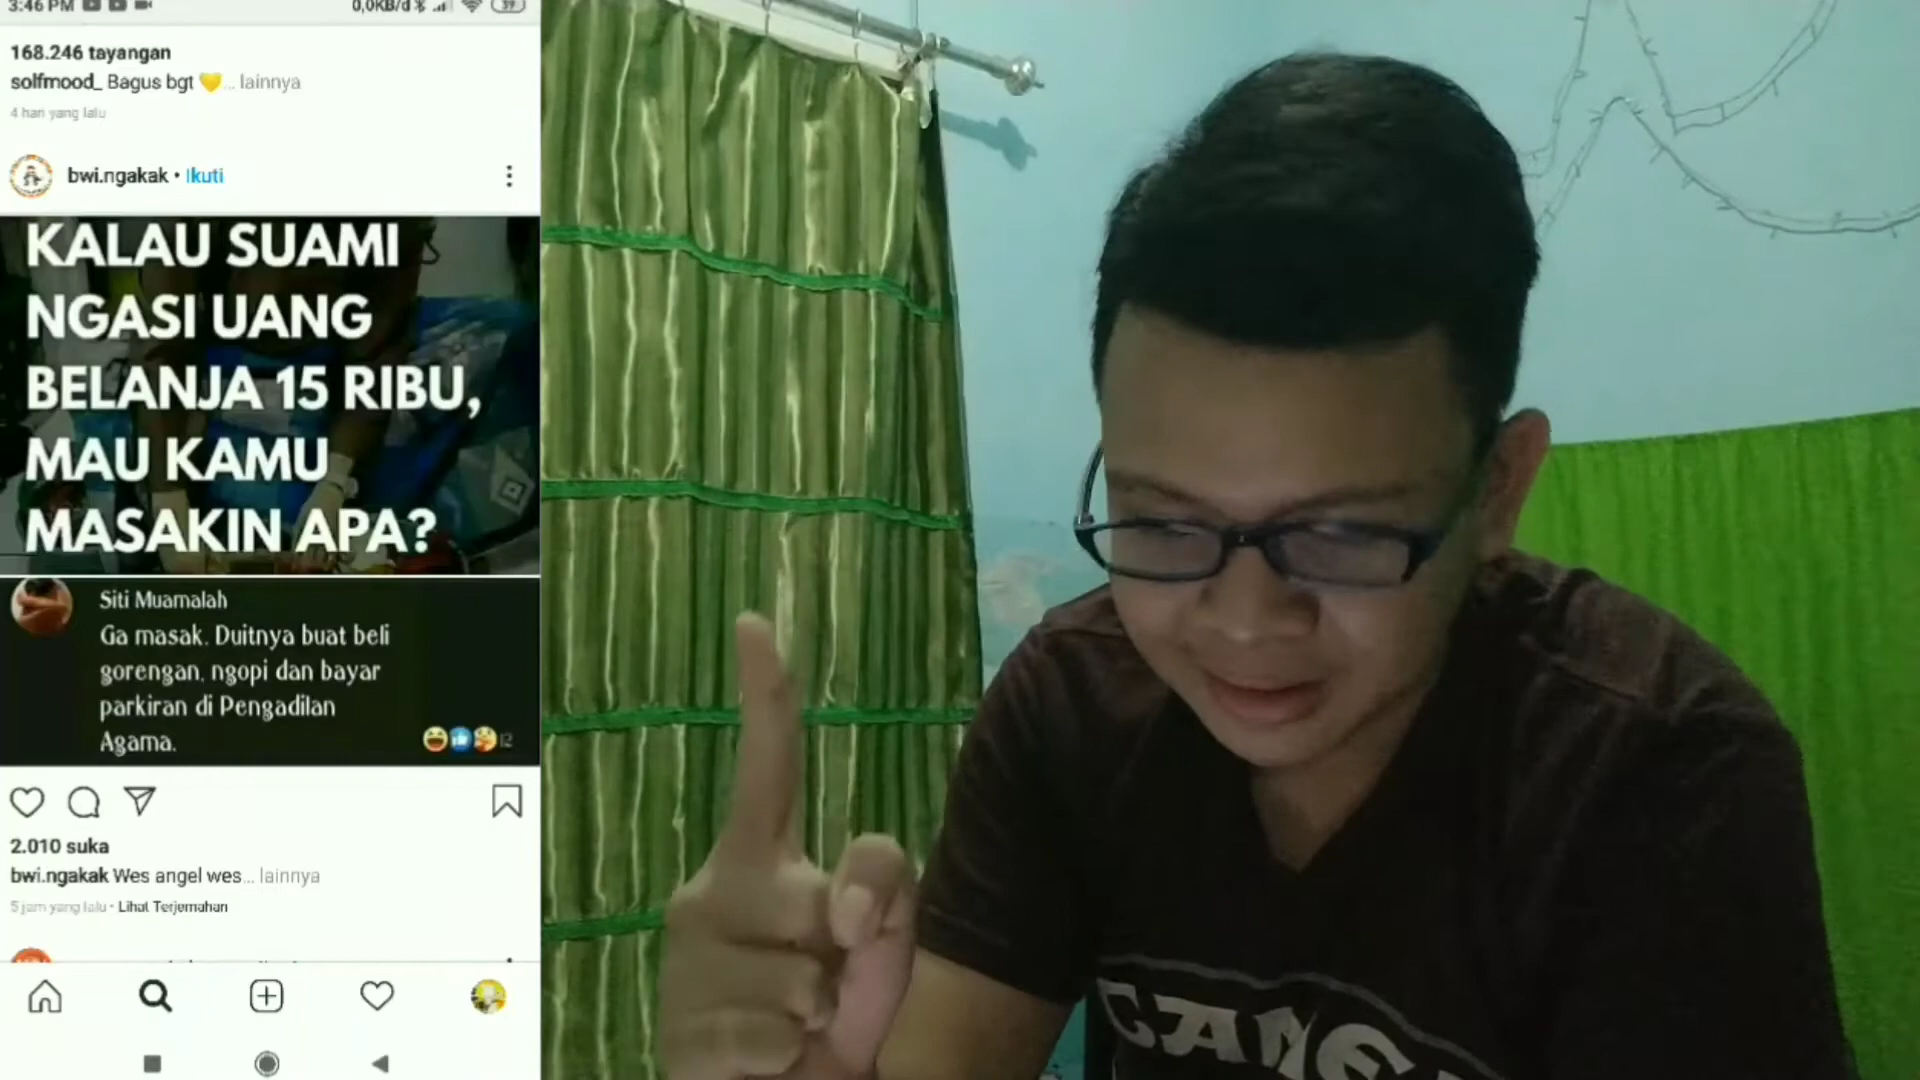 3:46 PM
0,0KB/d
39
168.246 tayangan
solfmood_ Bagus bgt 💛... lainnya
4 hari yang lalu
bwi.ngakak • Ikuti
KALAU SUAMI
NGASI UANG
BELANJA 15 RIBU,
MAU KAMU
MASAKIN APA?
Siti Muamalah
Ga masak. Duitnya buat beli
gorengan, ngopi dan bayar
parkiran di Pengadilan
Agama.
12
2.010 suka
bwi.ngakak Wes angel wes... lainnya
5 jam yang lalu • Lihat Terjemahan